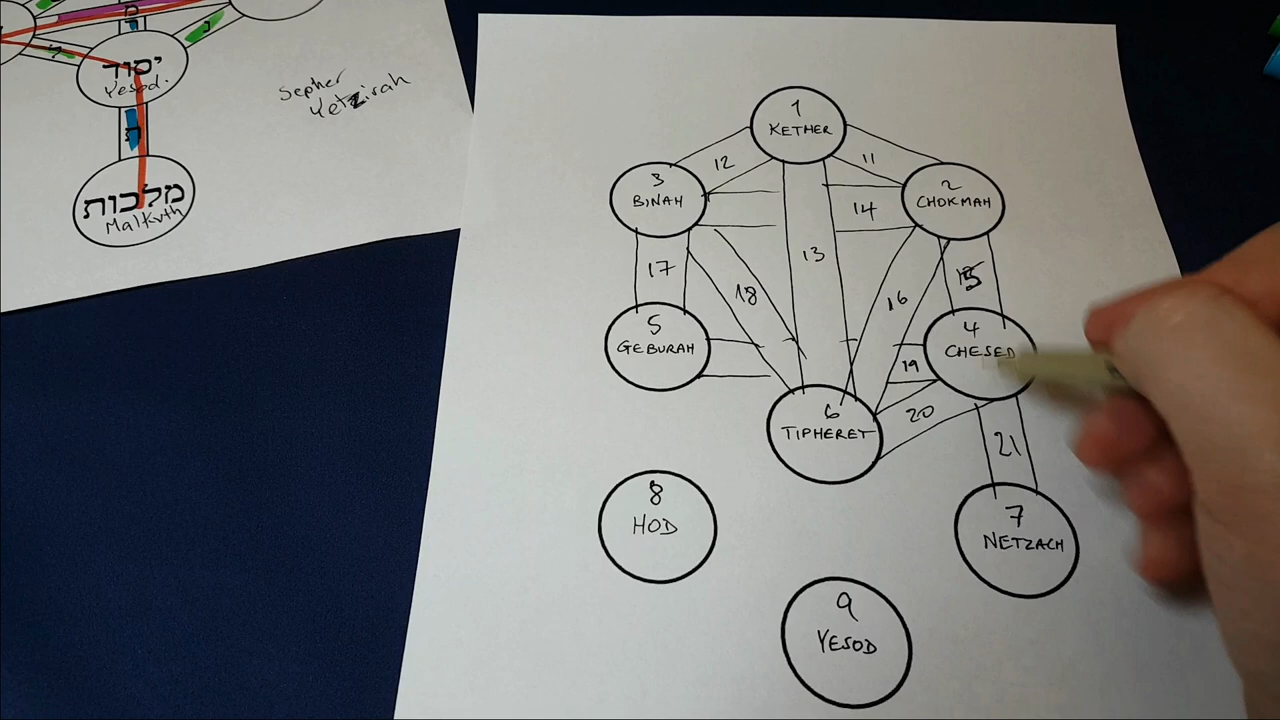 יסוד
Yesod.
ת
מלכות
Malkuth
Sepher
Yetzirah
1
KETHER
12
11
3
BINAH
2
CHOKMAH
14
13
17
18
16
15
5
GEBURAH
4
CHESED
19
6
TIPHERET
20
21
8
HOD
7
NETZACH
9
YESOD